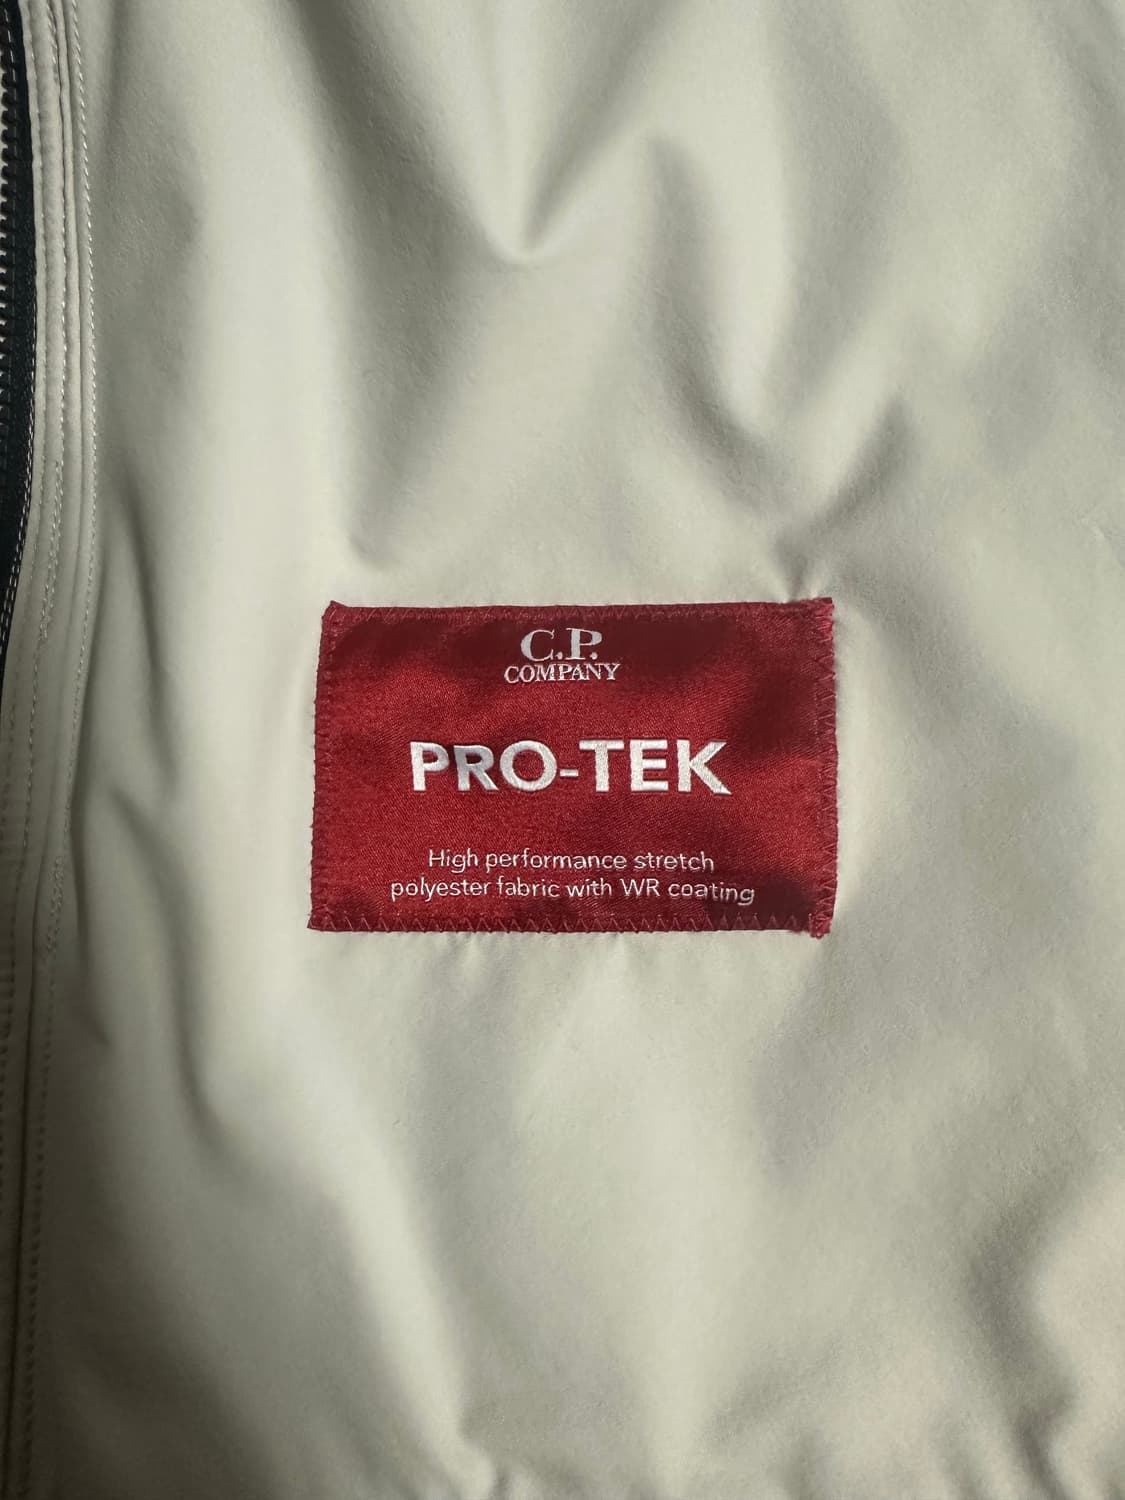 C.P.
COMPANY
PRO-TEK
High performance stretch
polyester fabric with WR coating